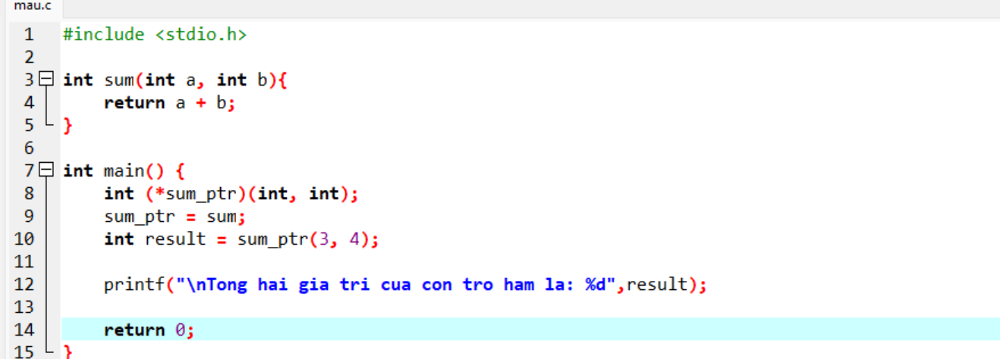 mau.c
1 #include <stdio.h>
2
3 int sum(int a, int b){
4     return a + b;
5 }
6
7 int main() {
8     int (*sum_ptr)(int, int);
9     sum_ptr = sum;
10     int result = sum_ptr(3, 4);
11
12     printf("\nTong hai gia tri cua con tro ham la: %d",result);
13
14     return 0;
15 }